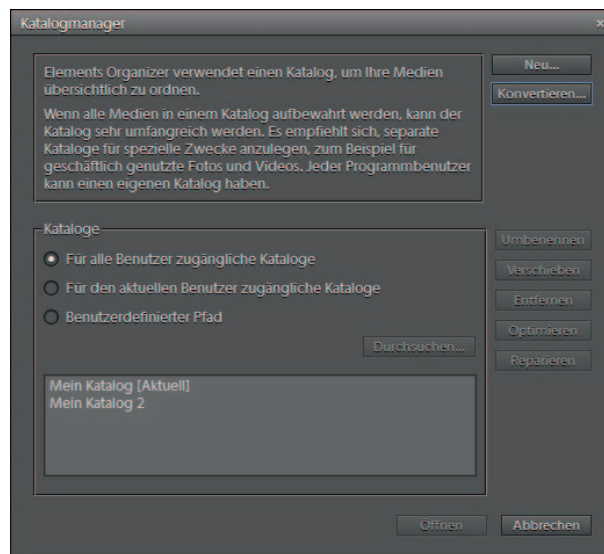 Katalogmanager
Elements Organizer verwendet einen Katalog, um Ihre Medien
übersichtlich zu ordnen.
Wenn alle Medien in einem Katalog aufbewahrt werden, kann der
Katalog sehr umfangreich werden. Es empfiehlt sich, separate
Kataloge für spezielle Zwecke anzulegen, zum Beispiel für
geschäftlich genutzte Fotos und Videos. Jeder Programmbenutzer
kann einen eigenen Katalog haben.
Neu...
Konvertieren...
Kataloge
Für alle Benutzer zugängliche Kataloge
Für den aktuellen Benutzer zugängliche Kataloge
Benutzerdefinierter Pfad
Durchsuchen...
Mein Katalog [Aktuell]
Mein Katalog 2
Umbenennen
Verschieben
Entfernen
Optimieren
Reparieren
Öffnen
Abbrechen